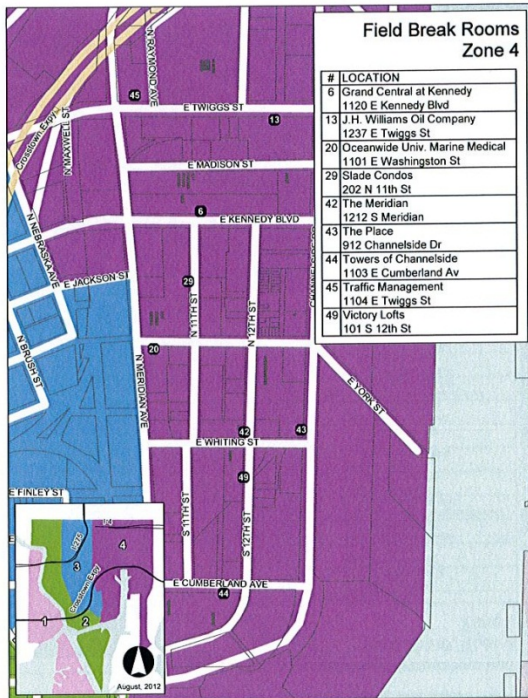 Field Break Rooms
Zone 4
# LOCATION
6 Grand Central at Kennedy
1120 E Kennedy Blvd
13 J.H. Williams Oil Company
1237 E Twiggs St
20 Oceanwide Univ. Marine Medical
1101 E Washington St
29 Slade Condos
202 N 11th St
42 The Meridian
1212 S Meridian
43 The Place
912 Channelside Dr
44 Towers of Channelside
1103 E Cumberland Av
45 Traffic Management
1104 E Twiggs St
49 Victory Lofts
101 S 12th St
N RAYMOND AVE
45
E TWIGGS ST
13
Crosstown Expy
N MAXWELL ST
E MADISON ST
6
E KENNEDY BLVD
N NEBRASKA AVE
E JACKSON ST
29
N 11TH ST
N 12TH ST
N BRUSH ST
20
N MERIDIAN AVE
E YORK ST
42
43
E WHITING ST
49
E FINLEY ST
S 11TH ST
S 12TH ST
E CUMBERLAND AVE
44
I-4
I-275
4
3
Crosstown Expy
1
2
August, 2012